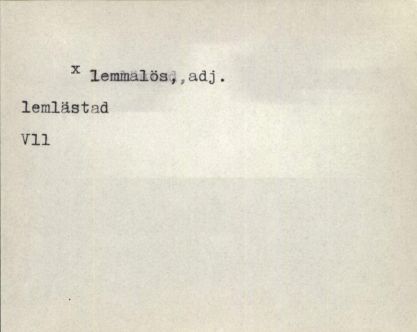 x lemmalös, adj.
lemlästad
Vll